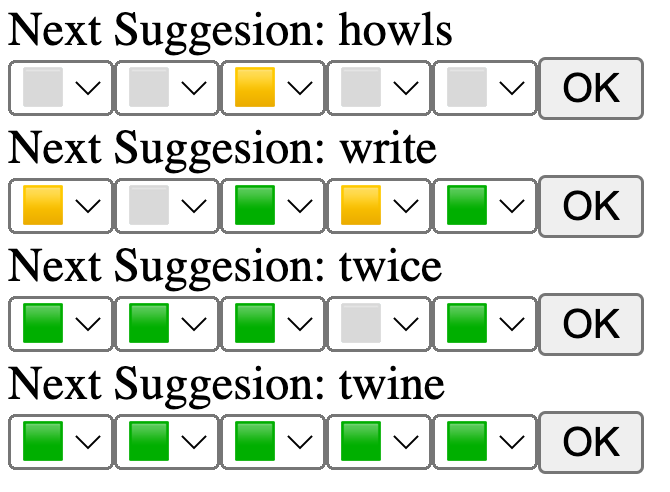 Next Suggesion: howls
OK
Next Suggesion: write
OK
Next Suggesion: twice
OK
Next Suggesion: twine
OK